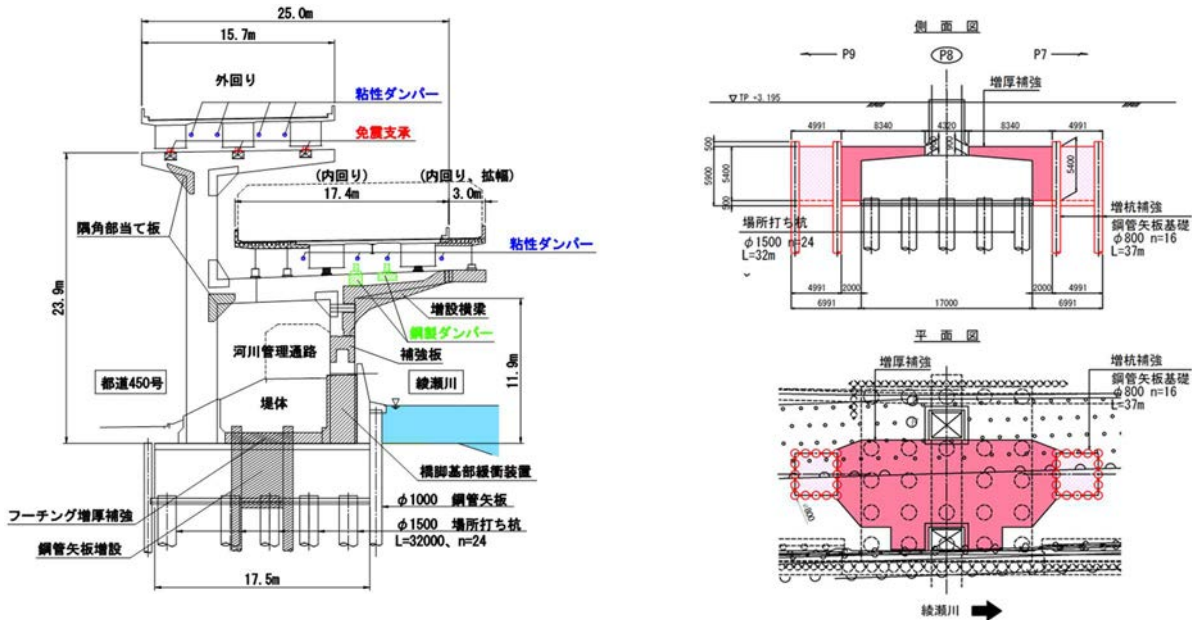 25.0m
15.7m
外回り
粘性ダンパー
免震支承
(内回り)
(内回り、拡幅)
17.4m
3.0m
隅角部当て板
粘性ダンパー
23.9m
増設横梁
鋼製ダンパー
河川管理通路
補強板
11.9m
都道450号
綾瀬川
堤体
橋脚基部緩衝装置
フーチング増厚補強
φ1000 鋼管矢板
φ1500 場所打ち杭
L=32000、n=24
鋼管矢板増設
17.5m
側面図
P9
P8
P7
TP +3.195
増厚補強
4991
8340
4320
8340
4991
500
5900
5400
500
900
5400
場所打ち杭
φ1500 n=24
L=32m
増杭補強
鋼管矢板基礎
φ800 n=16
L=37m
4991
2000
2000
4991
6991
17000
6991
平面図
増厚補強
増杭補強
鋼管矢板基礎
φ800 n=16
L=37m
φ800
綾瀬川